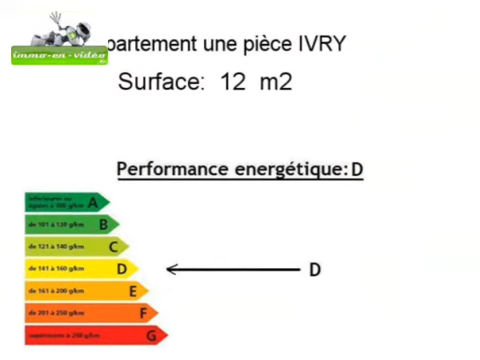 partement une pièce IVRY
immo-en-vidéo
Surface: 12 m2
Performance energétique: D
A
de 101 à 120 g/km B
de 121 à 140 g/km C
de 141 à 160 g/km D
D
de 161 à 200 g/km E
de 201 à 250 g/km F
G